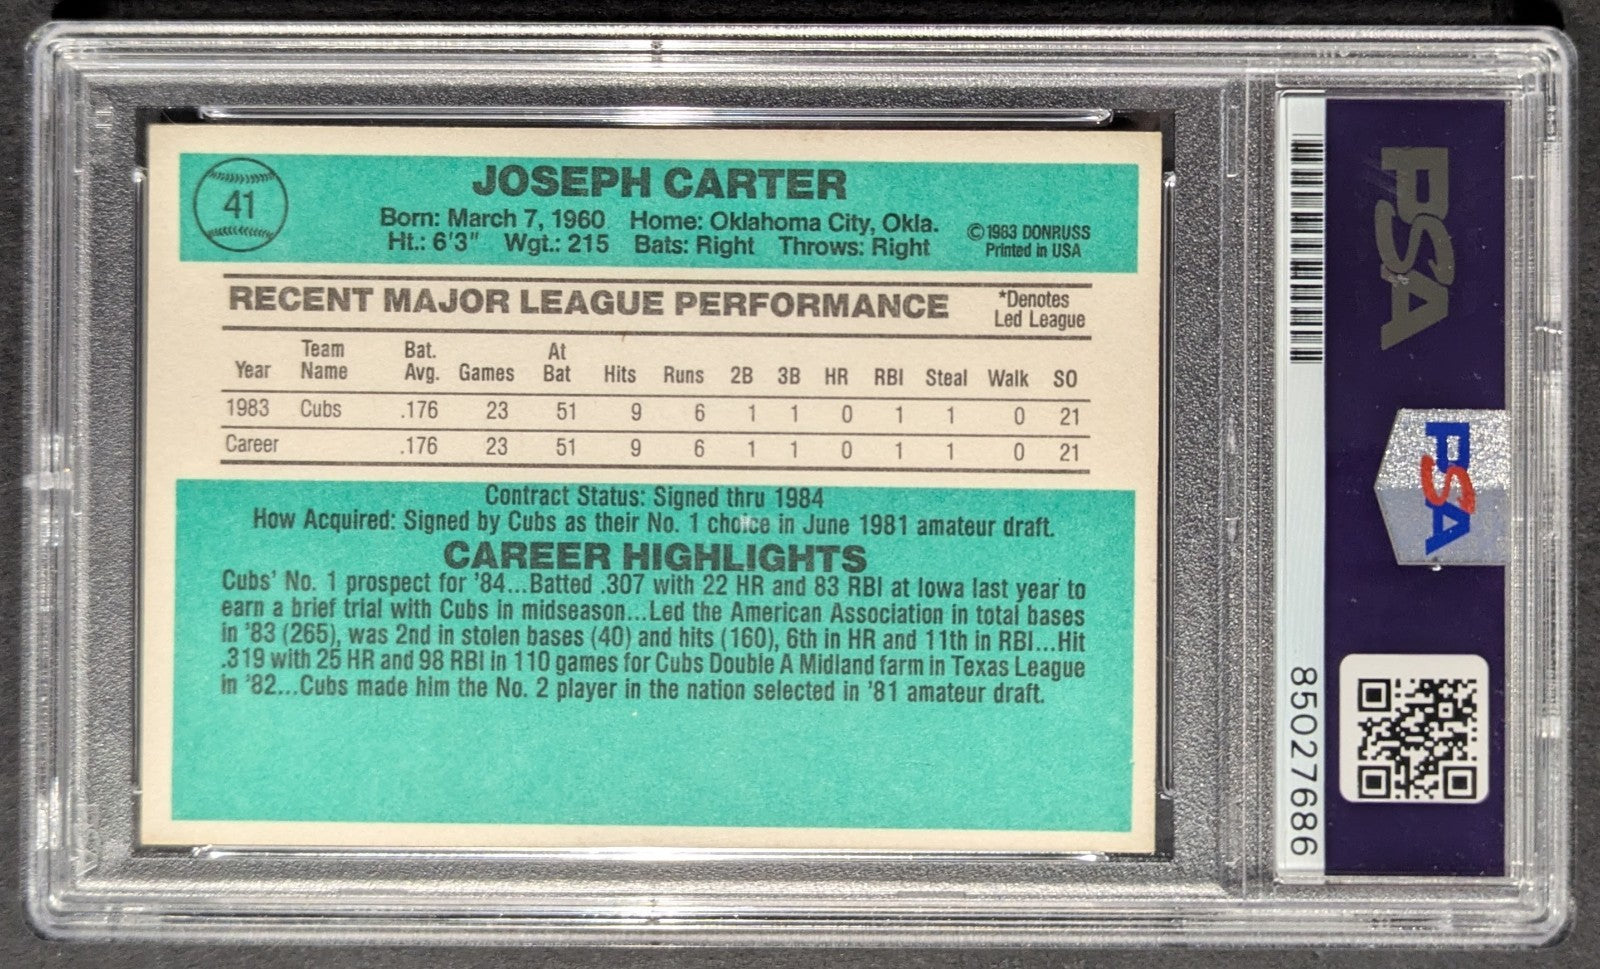 41
JOSEPH CARTER
Born: March 7, 1960 Home: Oklahoma City, Okla.
Ht.: 6'3" Wgt.: 215 Bats: Right Throws: Right
©1983 DONRUSS
Printed in USA
RECENT MAJOR LEAGUE PERFORMANCE
*Denotes
Led League
Year Team Name Bat. Avg. Games At Bat Hits Runs 2B 3B HR RBI Steal Walk SO
1983 Cubs .176 23 51 9 6 1 1 0 1 1 0 21
Career .176 23 51 9 6 1 1 0 1 1 0 21
Contract Status: Signed thru 1984
How Acquired: Signed by Cubs as their No. 1 choice in June 1981 amateur draft.
CAREER HIGHLIGHTS
Cubs' No. 1 prospect for '84...Batted .307 with 22 HR and 83 RBI at Iowa last year to
earn a brief trial with Cubs in midseason...Led the American Association in total bases
in '83 (265), was 2nd in stolen bases (40) and hits (160), 6th in HR and 11th in RBI...Hit
.319 with 25 HR and 98 RBI in 110 games for Cubs Double A Midland farm in Texas League
in '82...Cubs made him the No. 2 player in the nation selected in '81 amateur draft.
PSA
PSA
85027686